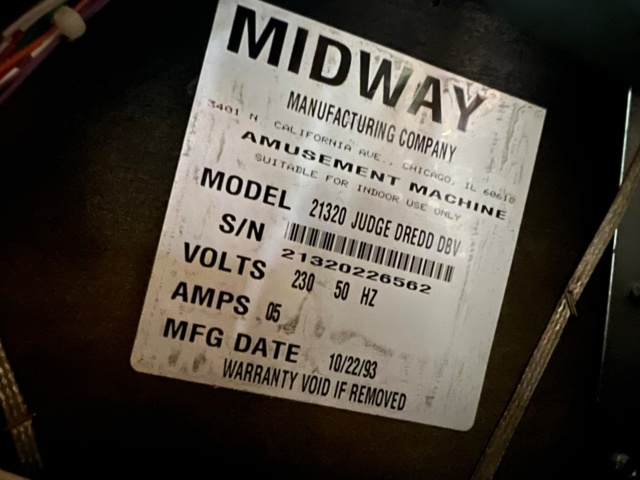 MIDWAY
MANUFACTURING COMPANY
3401 N. CALIFORNIA AVE., CHICAGO, IL 60618
AMUSEMENT MACHINE
SUITABLE FOR INDOOR USE ONLY
MODEL 21320 JUDGE DREDD DBV
S/N
21320226562
VOLTS 230 50 HZ
AMPS 05
MFG DATE 10/22/93
WARRANTY VOID IF REMOVED